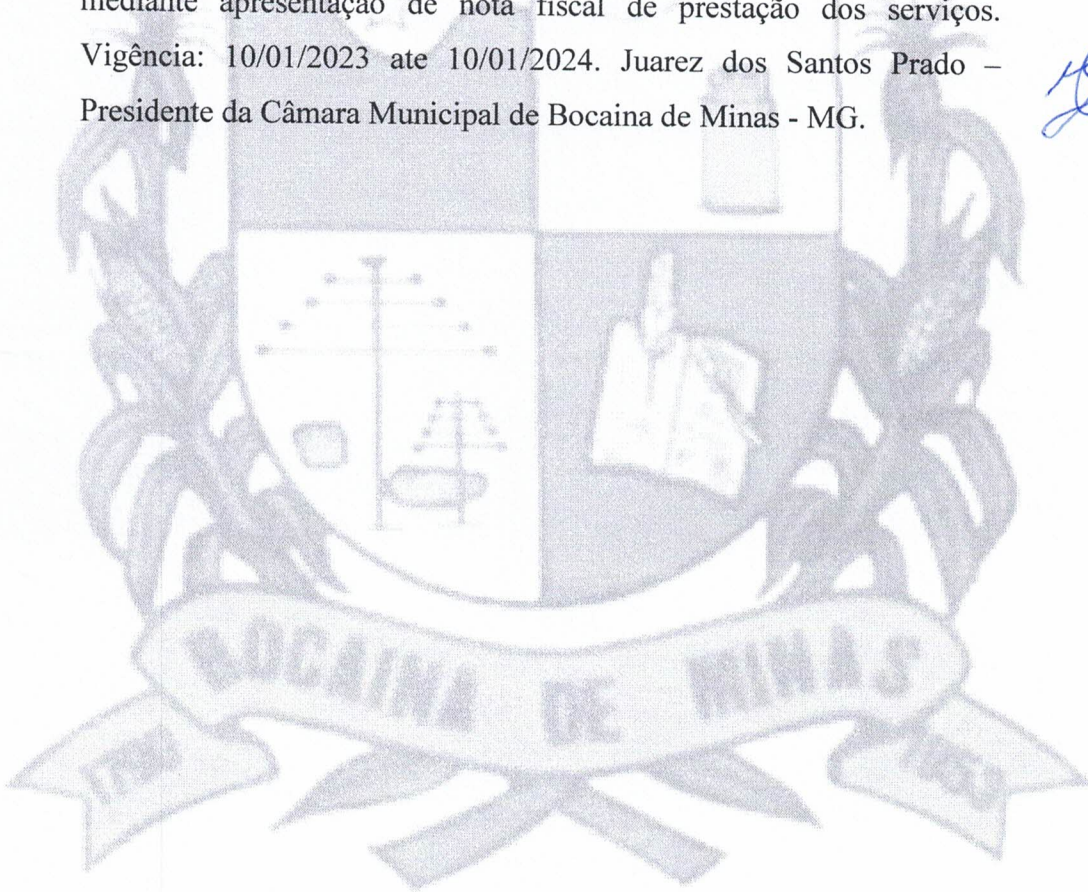 mediante apresentação de nota fiscal de prestação dos serviços.
Vigência: 10/01/2023 ate 10/01/2024. Juarez dos Santos Prado –
Presidente da Câmara Municipal de Bocaina de Minas - MG.
BOCAINA DE MINAS
1953